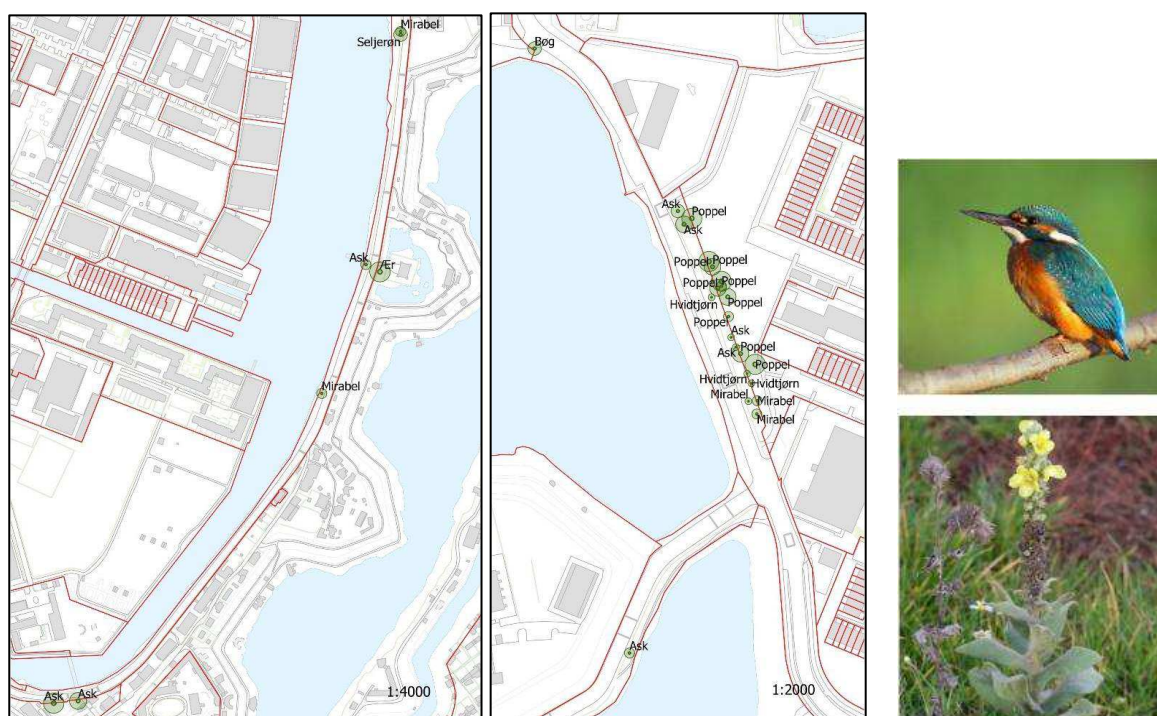 Mirabel
Seljerøn
Ask
Ær
Mirabel
Ask
Ask
1:4000
Bøg
Ask
Poppel
Ask
Poppel
Poppel
Poppel
Poppel
Hvidtjørn
Poppel
Poppel
Ask
Ask
Poppel
Poppel
Hvidtjørn
Hvidtjørn
Mirabel
Mirabel
Mirabel
Ask
1:2000